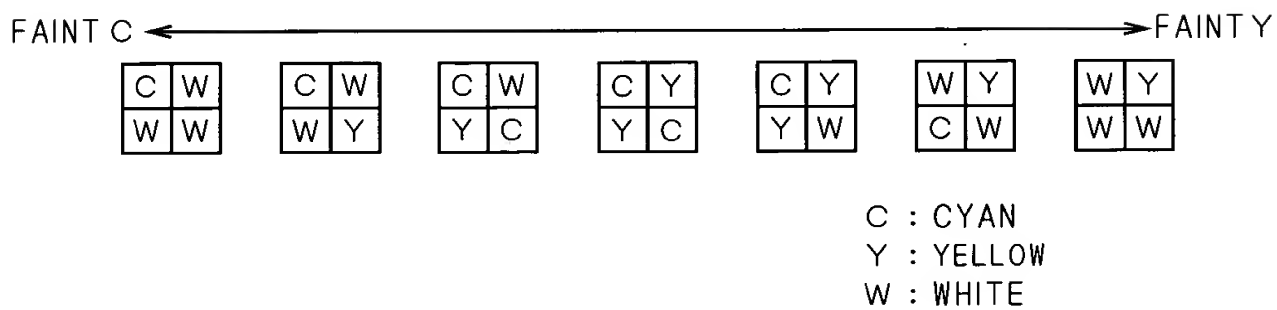 FAINT C FAINT Y
C W C W C W C Y C Y W Y W Y
W W W Y Y C Y C Y W C W W W
C : CYAN
Y : YELLOW
W : WHITE